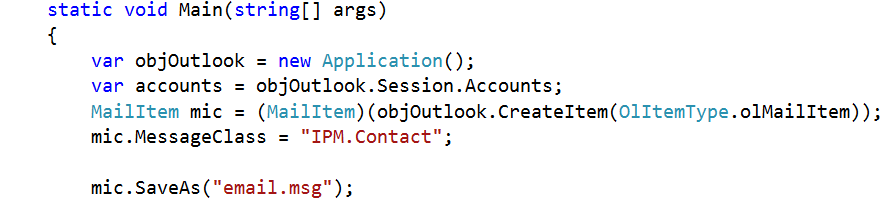 static void Main(string[] args)
{
var objOutlook = new Application();
var accounts = objOutlook.Session.Accounts;
MailItem mic = (MailItem)(objOutlook.CreateItem(OlItemType.olMailItem));
mic.MessageClass = "IPM.Contact";
mic.SaveAs("email.msg");